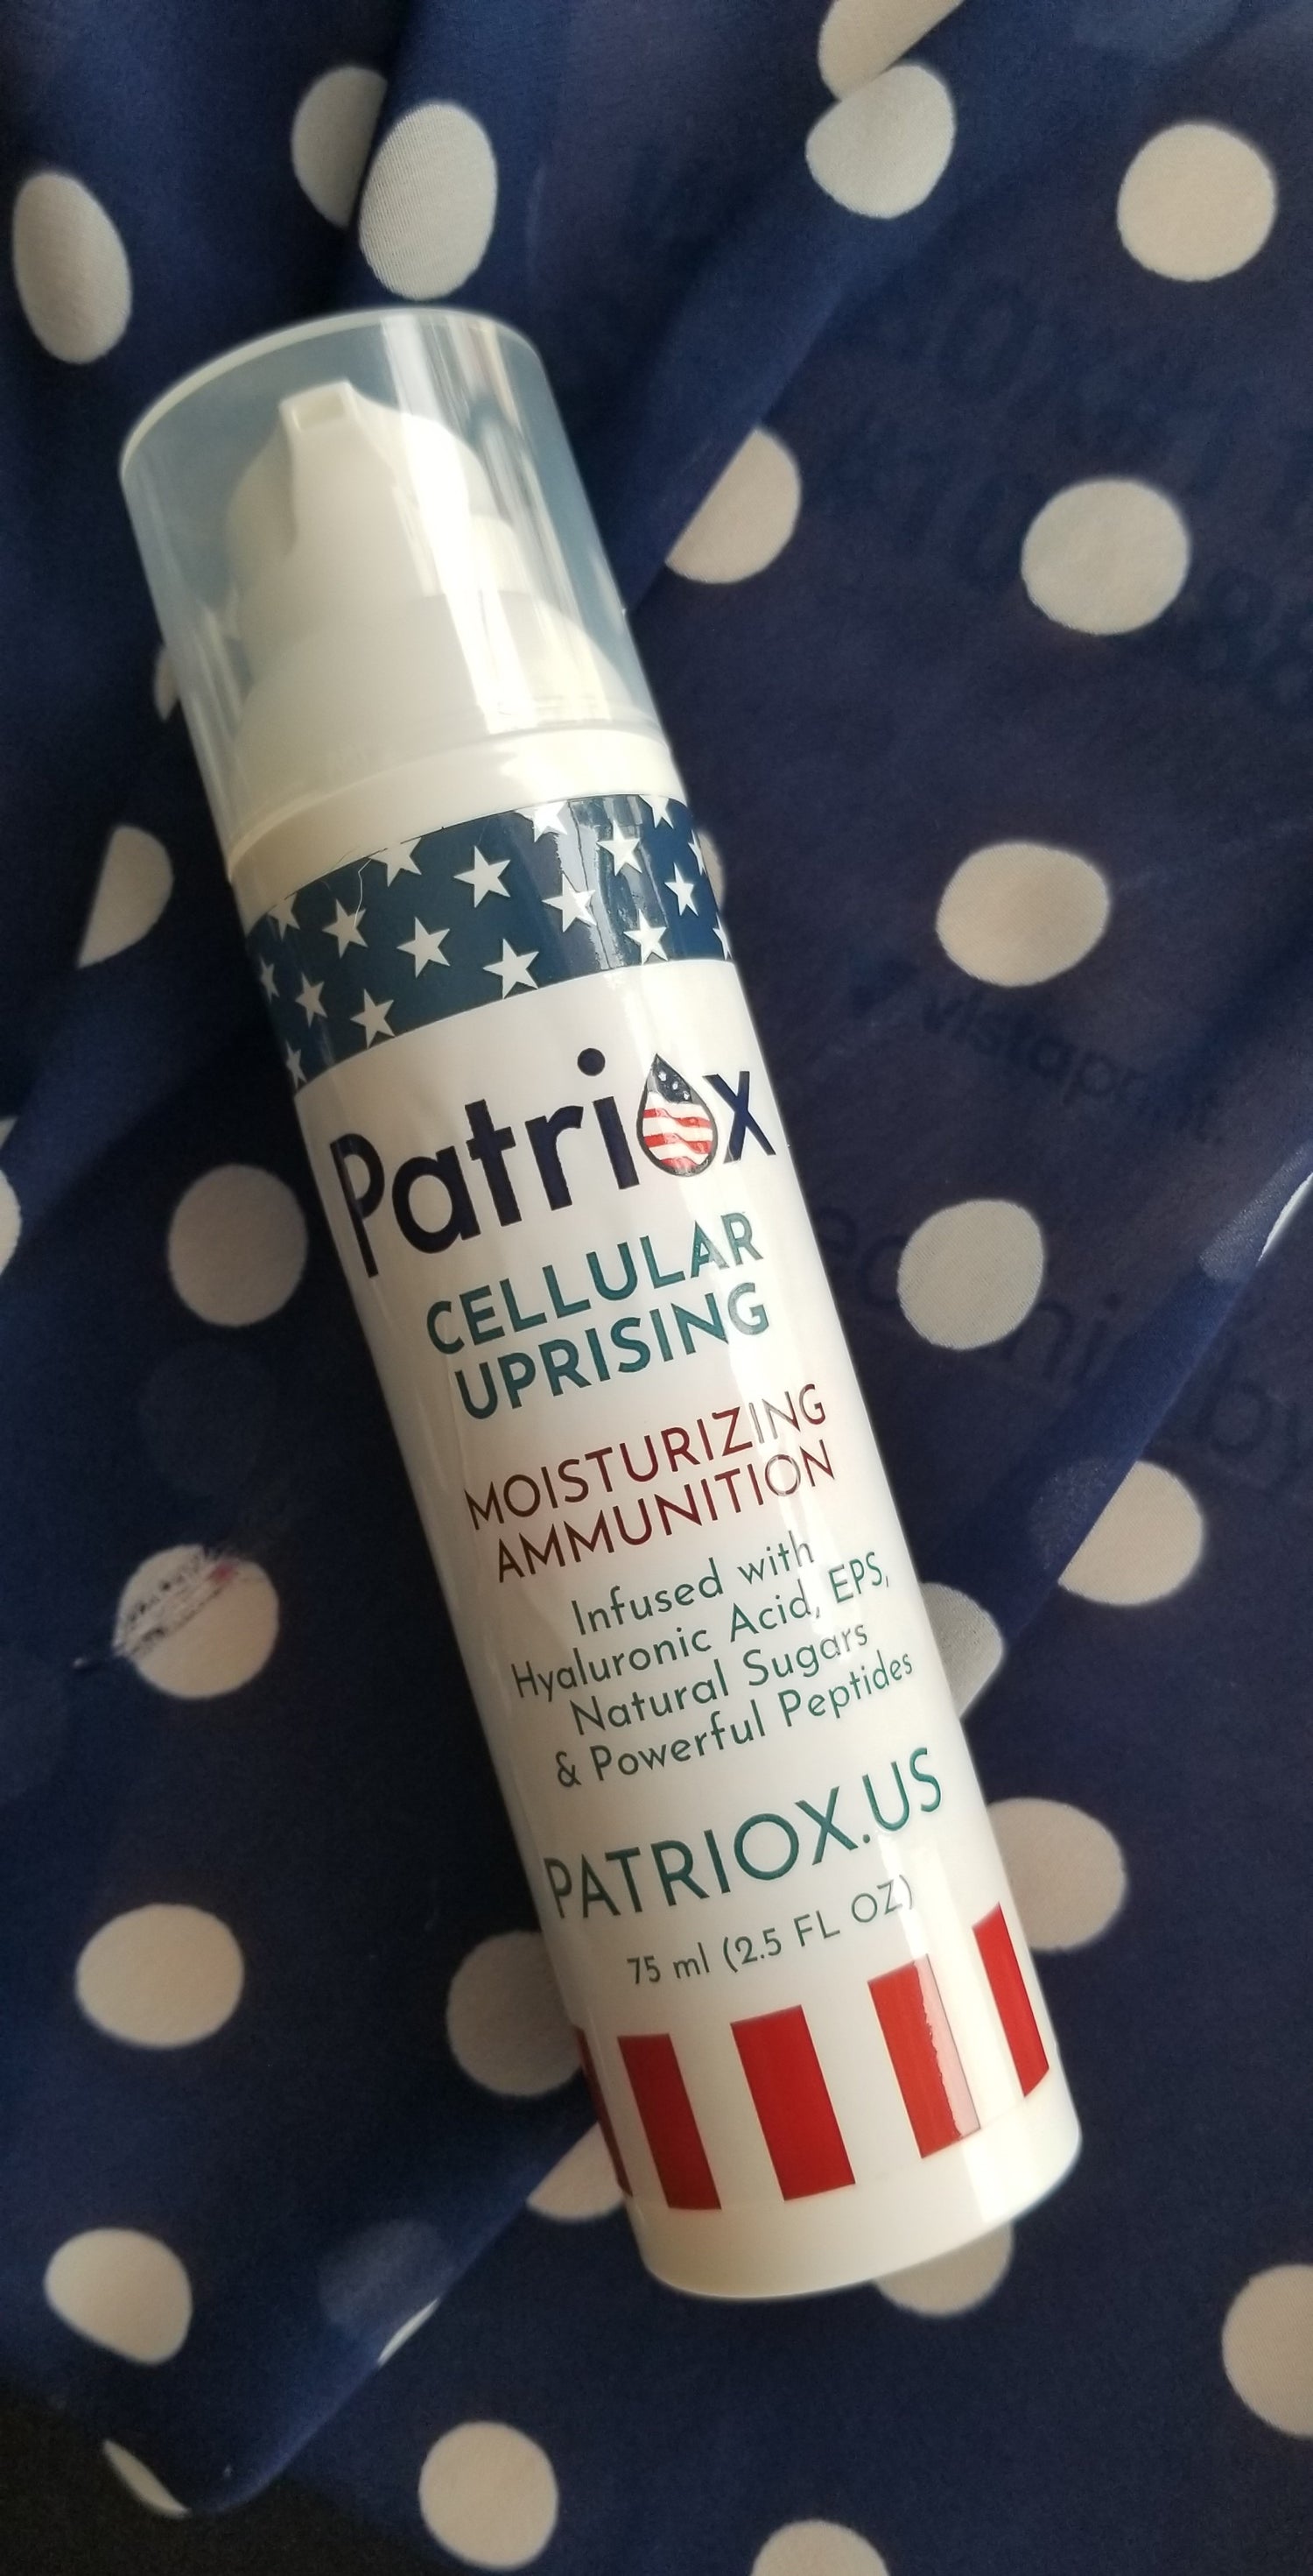 Patriox
CELLULAR
UPRISING
MOISTURIZING
AMMUNITION
Infused with
Hyaluronic Acid, EPS,
Natural Sugars
& Powerful Peptides
PATRIOX.US
75 ml (2.5 FL OZ)
vistaprint.